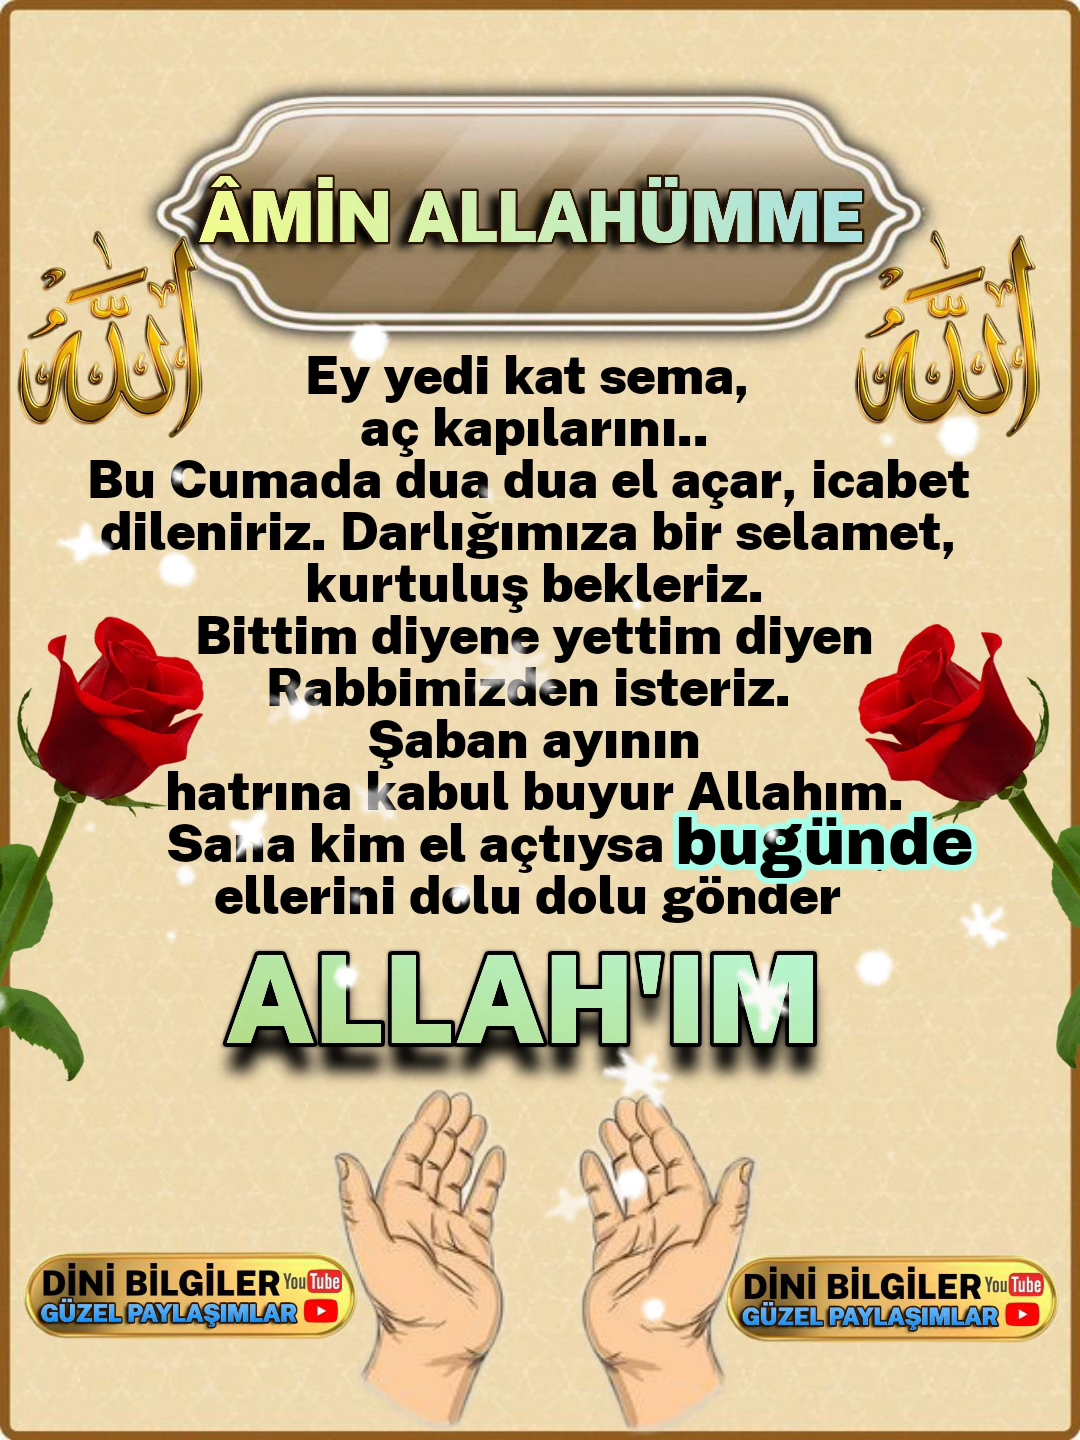 ÂMİN ALLAHÜMME
الله
الله
Ey yedi kat sema,
aç kapılarını..
Bu Cumada dua dua el açar, icabet
dileniriz. Darlığımıza bir selamet,
kurtuluş bekleriz.
Bittim diyene yettim diyen
Rabbimizden isteriz.
Şaban ayının
hatrına kabul buyur Allahım.
Sana kim el açtıysa bugünde
ellerini dolu dolu gönder
ALLAH'IM
DİNİ BİLGİLER YouTube
GÜZEL PAYLAŞIMLAR
DİNİ BİLGİLER YouTube
GÜZEL PAYLAŞIMLAR